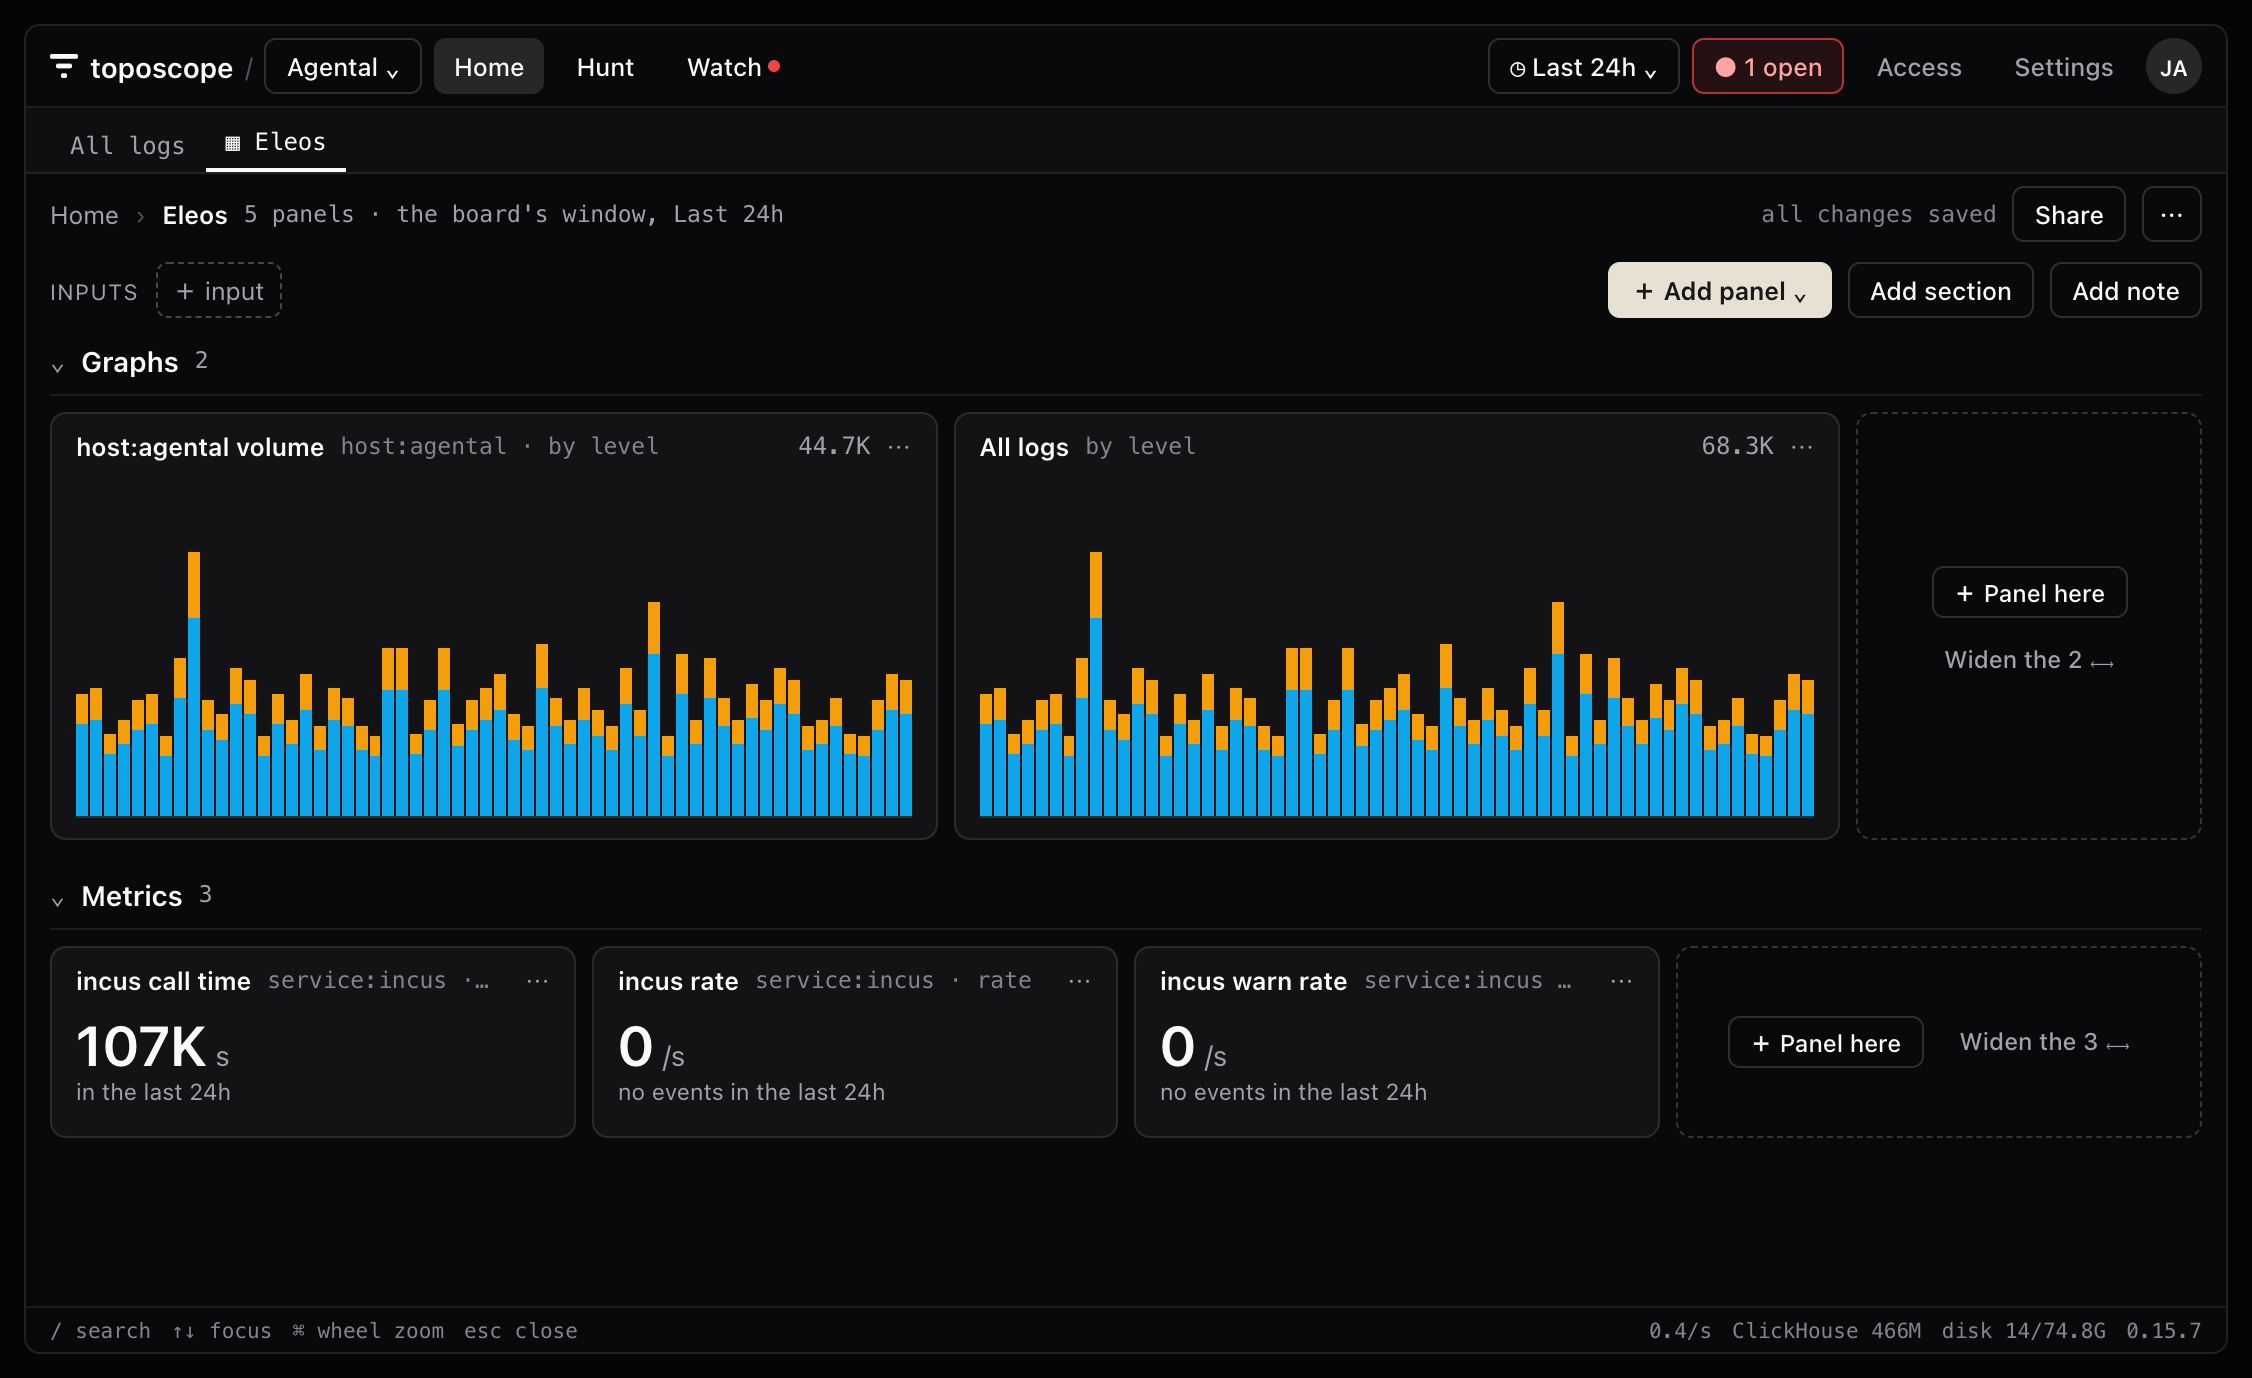 toposcope / Agental Home Hunt Watch Last 24h 1 open Access Settings JA
All logs Eleos
Home › Eleos 5 panels · the board's window, Last 24h all changes saved Share ···
INPUTS + input + Add panel Add section Add note
Graphs 2
host:agental volume host:agental · by level 44.7K ···
All logs by level 68.3K ···
+ Panel here
Widen the 2 ↔
Metrics 3
incus call time service:incus ·… ···
107K s
in the last 24h
incus rate service:incus · rate ···
0 /s
no events in the last 24h
incus warn rate service:incus … ···
0 /s
no events in the last 24h
+ Panel here Widen the 3 ↔
/ search ↑↓ focus ⌘ wheel zoom esc close 0.4/s ClickHouse 466M disk 14/74.8G 0.15.7